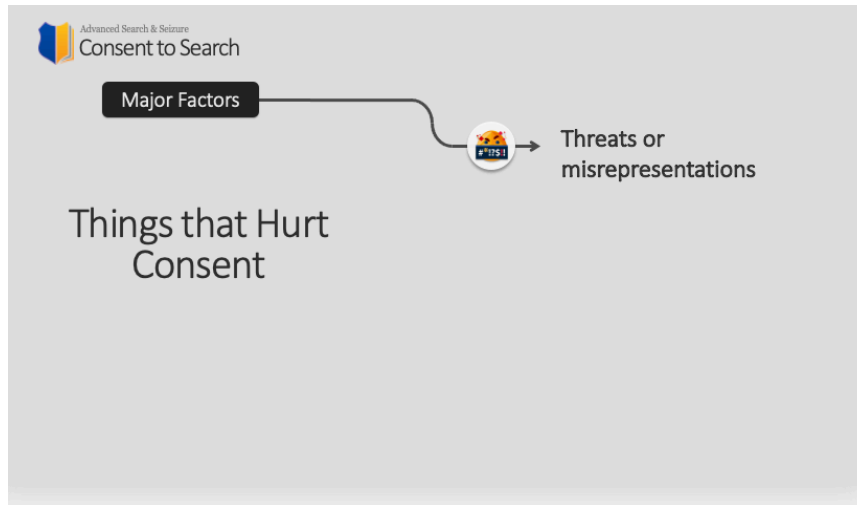 Advanced Search & Seizure
Consent to Search
Major Factors
#*!?$!
Threats or
misrepresentations
Things that Hurt
Consent